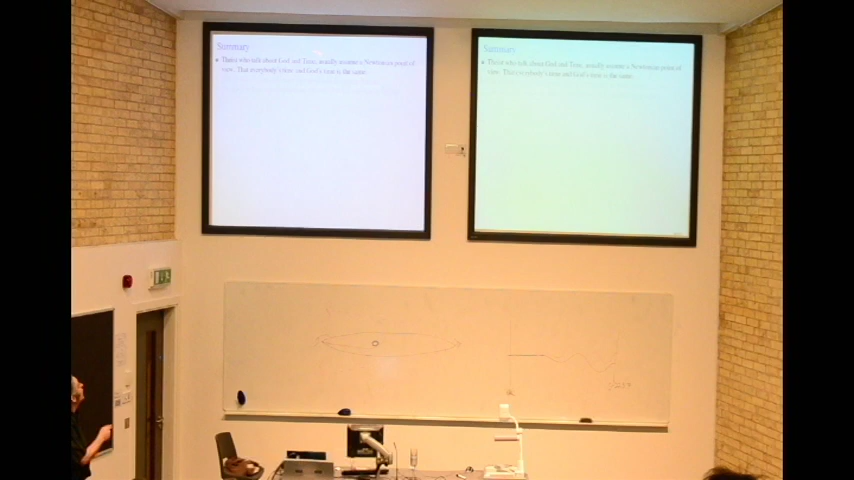 Summary
Those who talk about God and Time, usually assume a Newtonian point of
view. That everybody's time and God's time is the same.
Summary
Those who talk about God and Time, usually assume a Newtonian point of
view. That everybody's time and God's time is the same.